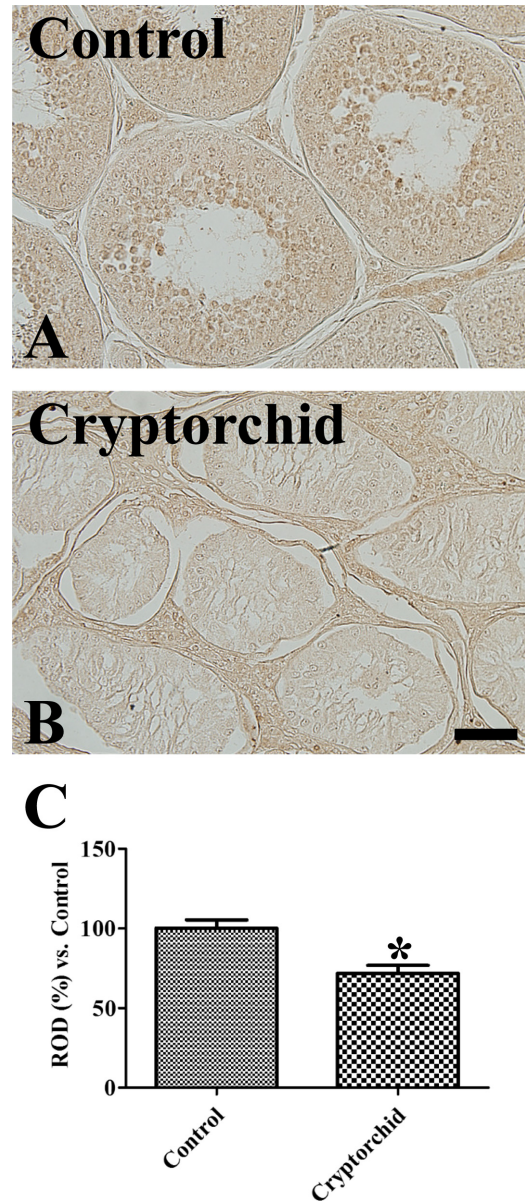 Control
A
Cryptorchid
B
C
ROD (%) vs. Control
150
100
50
0
*
Control
Cryptorchid